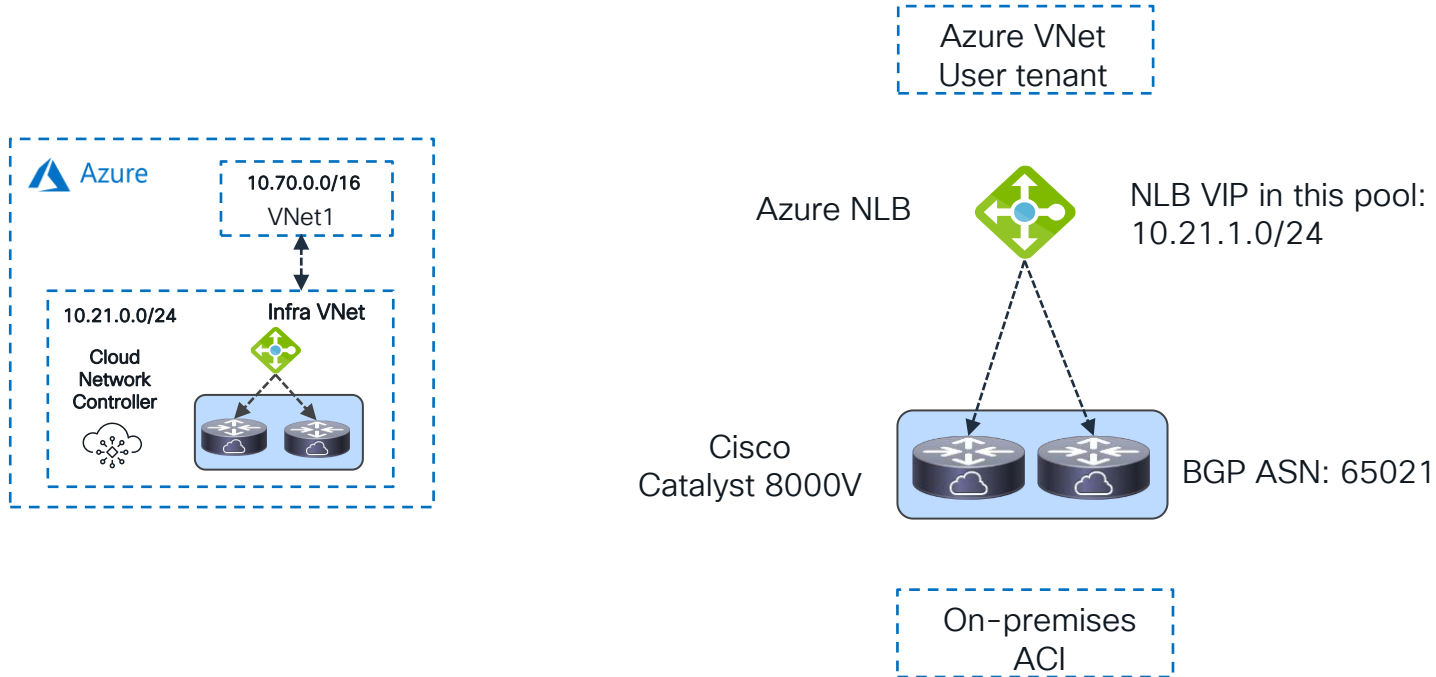 Azure
10.70.0.0/16
VNet1
10.21.0.0/24
Infra VNet
Cloud
Network
Controller
Azure VNet
User tenant
Azure NLB
NLB VIP in this pool:
10.21.1.0/24
Cisco
Catalyst 8000V
BGP ASN: 65021
On-premises
ACI